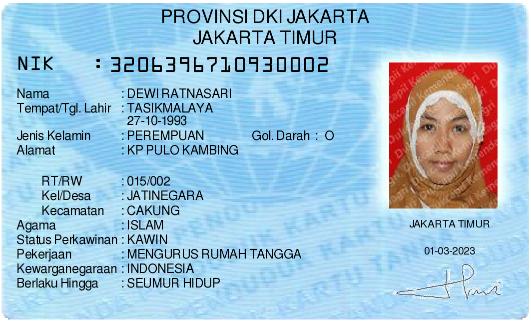 PROVINSI DKI JAKARTA
JAKARTA TIMUR
NIK : 3206396710930002
Nama : DEWI RATNASARI
Tempat/Tgl. Lahir : TASIKMALAYA
27-10-1993
Jenis Kelamin : PEREMPUAN Gol. Darah : O
Alamat : KP PULO KAMBING
RT/RW : 015/002
Kel/Desa : JATINEGARA
Kecamatan : CAKUNG
Agama : ISLAM
Status Perkawinan : KAWIN
Pekerjaan : MENGURUS RUMAH TANGGA
Kewarganegaraan : INDONESIA
Berlaku Hingga : SEUMUR HIDUP
JAKARTA TIMUR
01-03-2023